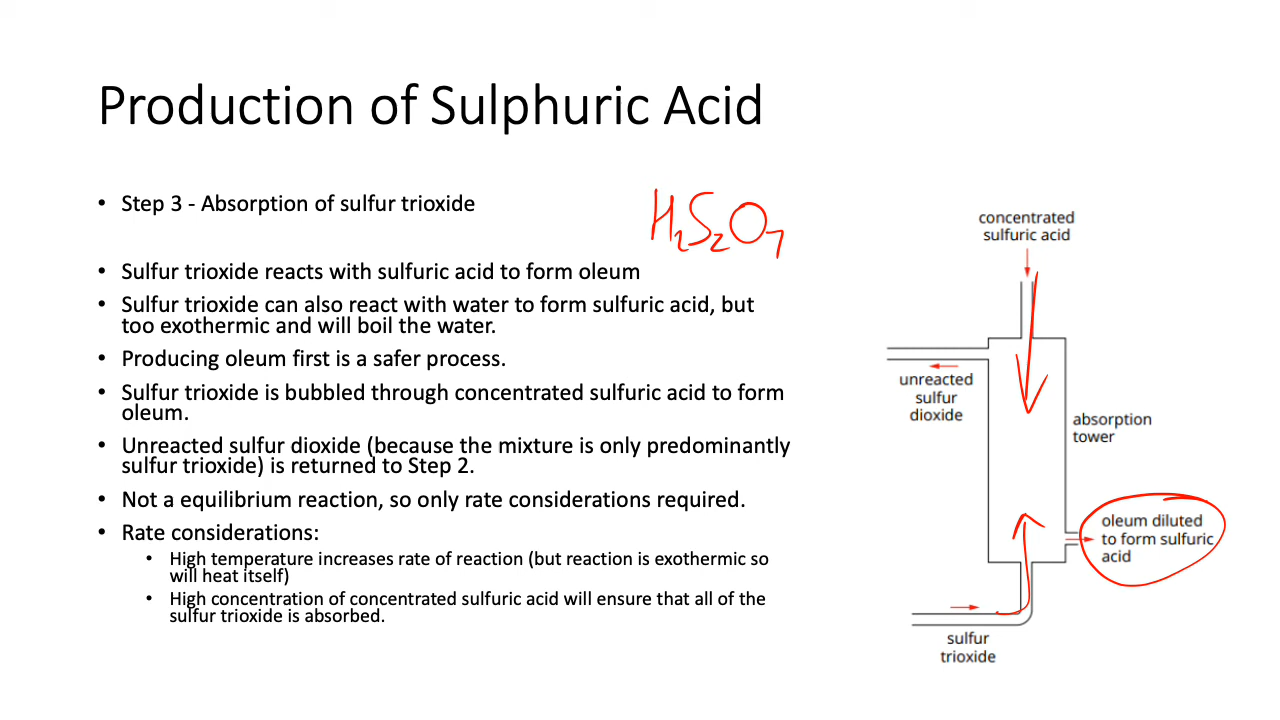 Production of Sulphuric Acid
• Step 3 - Absorption of sulfur trioxide
H₂S₂O₇
• Sulfur trioxide reacts with sulfuric acid to form oleum
• Sulfur trioxide can also react with water to form sulfuric acid, but
too exothermic and will boil the water.
• Producing oleum first is a safer process.
• Sulfur trioxide is bubbled through concentrated sulfuric acid to form
oleum.
• Unreacted sulfur dioxide (because the mixture is only predominantly
sulfur trioxide) is returned to Step 2.
• Not a equilibrium reaction, so only rate considerations required.
• Rate considerations:
• High temperature increases rate of reaction (but reaction is exothermic so
will heat itself)
• High concentration of concentrated sulfuric acid will ensure that all of the
sulfur trioxide is absorbed.
concentrated
sulfuric acid
unreacted
sulfur
dioxide
absorption
tower
oleum diluted
to form sulfuric
acid
sulfur
trioxide